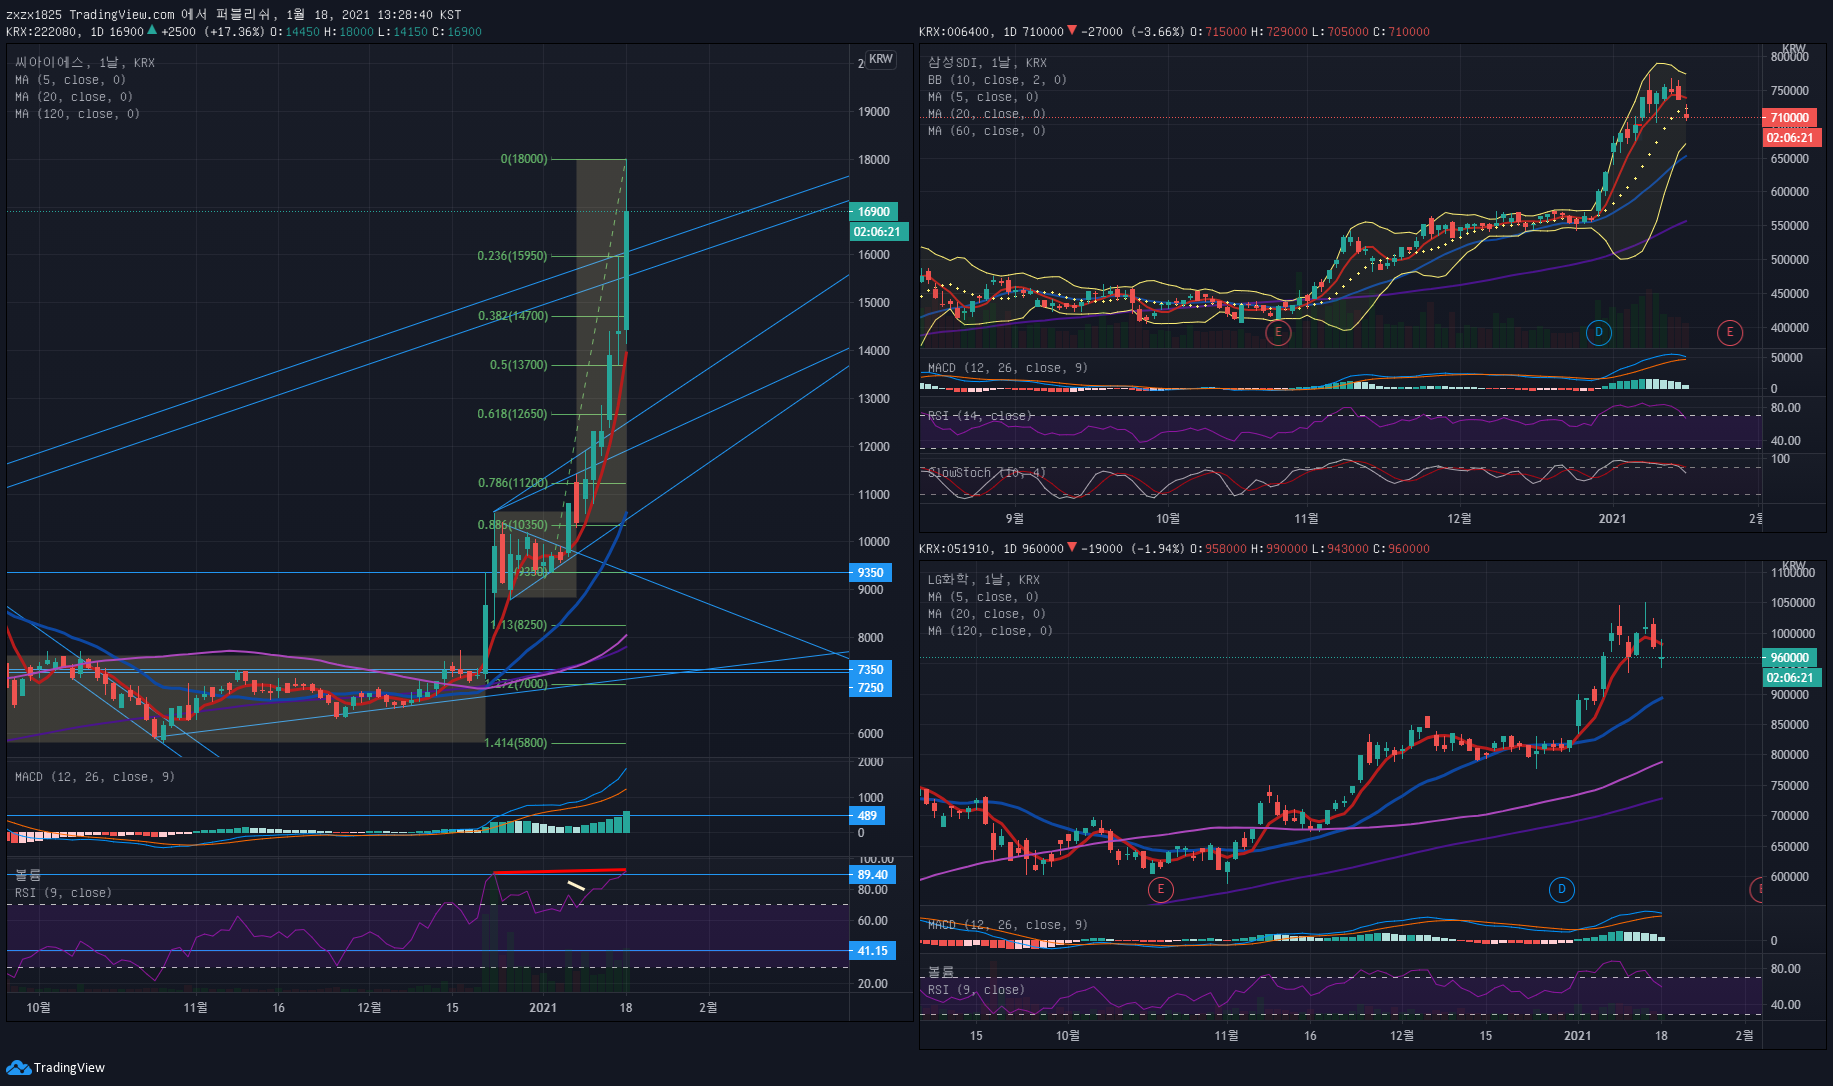 zxzx1825 TradingView.com 에서 퍼블리쉬, 1월 18, 2021 13:28:40 KST
KRX:222080, 1D 16900 ▲ +2500 (+17.36%) O:14450 H:18000 L:14150 C:16900
씨아이에스, 1날, KRX
MA (5, close, 0)
MA (20, close, 0)
MA (120, close, 0)
KRW
19000
18000
16900
02:06:21
16000
15000
14000
13000
12000
11000
10000
9350
9000
8000
7350
7250
6000
0(18000)
0.236(15950)
0.382(14700)
0.5(13700)
0.618(12650)
0.786(11200)
0.886(10350)
(9350)
1.13(8250)
1.272(7000)
1.414(5800)
MACD (12, 26, close, 9)
2000
1000
489
0
볼륨
RSI (9, close)
100.00
89.40
80.00
60.00
41.15
20.00
10월
11월
16
12월
15
2021
18
2월
KRX:006400, 1D 710000 ▼ −27000 (−3.66%) O:715000 H:729000 L:705000 C:710000
삼성SDI, 1날, KRX
BB (10, close, 2, 0)
MA (5, close, 0)
MA (20, close, 0)
MA (60, close, 0)
KRW
800000
750000
710000
02:06:21
650000
600000
550000
500000
450000
400000
E
D
E
MACD (12, 26, close, 9)
50000
0
RSI (14, close)
80.00
40.00
SlowStoch (10, 4)
100
9월
10월
11월
12월
2021
KRX:051910, 1D 960000 ▼ −19000 (−1.94%) O:958000 H:990000 L:943000 C:960000
LG화학, 1날, KRX
MA (5, close, 0)
MA (20, close, 0)
MA (120, close, 0)
KRW
1100000
1050000
1000000
960000
02:06:21
900000
850000
800000
750000
700000
650000
600000
E
D
MACD (12, 26, close, 9)
0
볼륨
RSI (9, close)
80.00
40.00
15
10월
11월
16
12월
15
2021
18
2월
TradingView